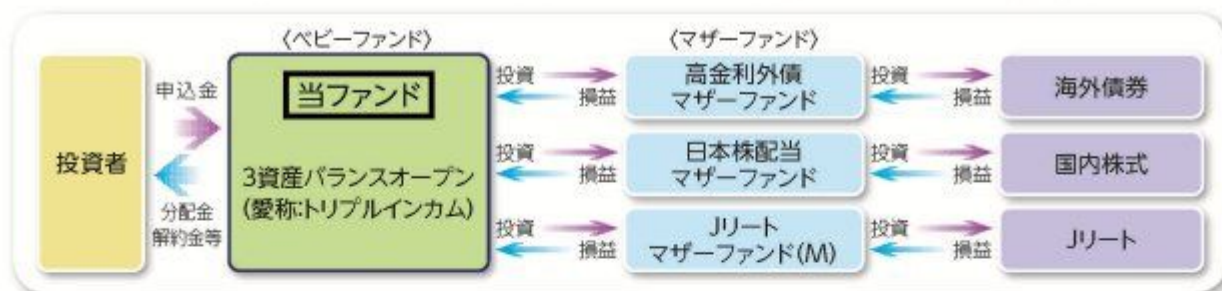 〈ベビーファンド〉
〈マザーファンド〉
投資者
申込金
分配金
解約金等
当ファンド
3資産バランスオープン
(愛称:トリプルインカム)
投資
損益
高金利外債
マザーファンド
投資
損益
海外債券
投資
損益
日本株配当
マザーファンド
投資
損益
国内株式
投資
損益
Jリート
マザーファンド(M)
投資
損益
Jリート